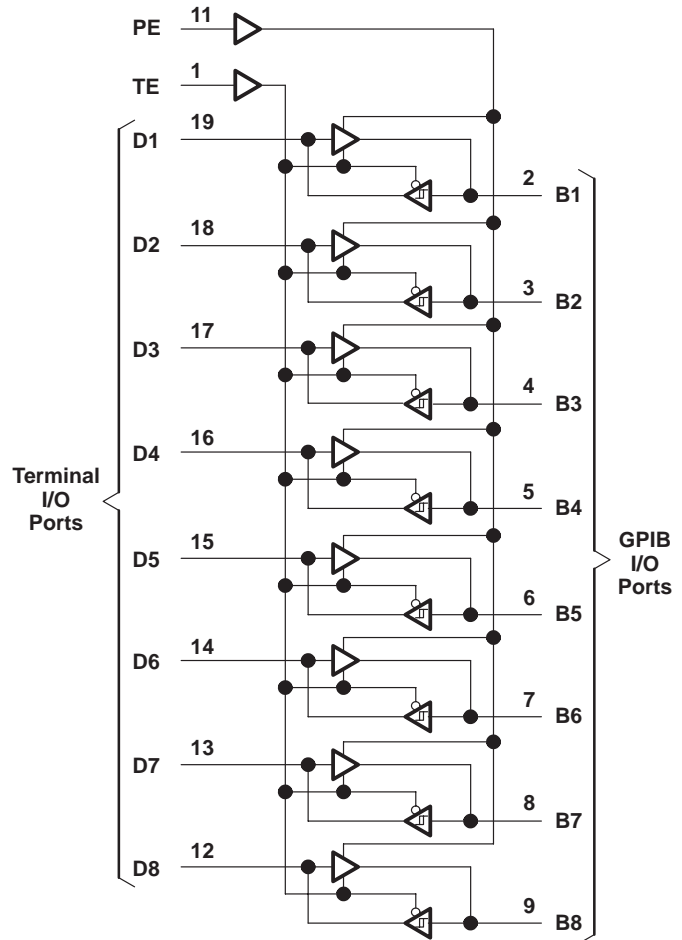 PE 11
TE 1
D1 19
2 B1
D2 18
3 B2
D3 17
4 B3
D4 16
5 B4
D5 15
6 B5
D6 14
7 B6
D7 13
8 B7
D8 12
9 B8
Terminal
I/O
Ports
GPIB
I/O
Ports